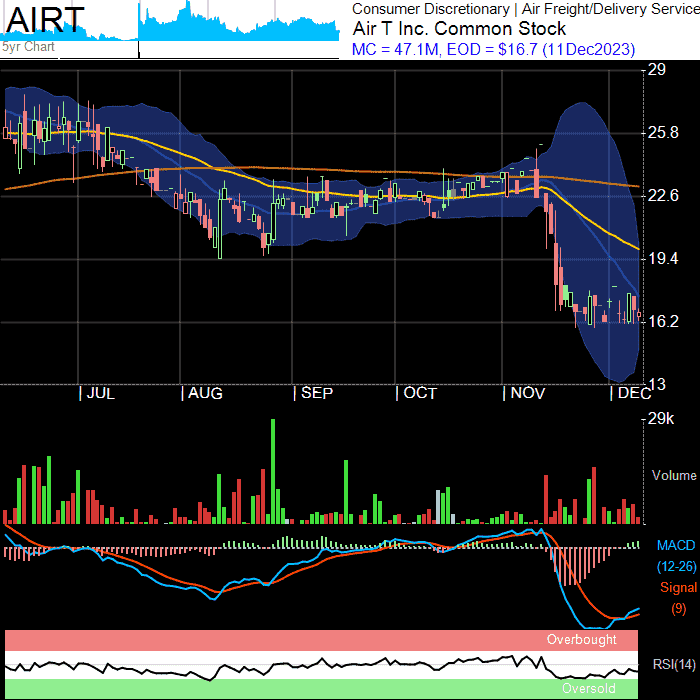 AIRT
5yr Chart
Consumer Discretionary | Air Freight/Delivery Service
Air T Inc. Common Stock
MC = 47.1M, EOD = $16.7 (11Dec2023)
29
25.8
22.6
19.4
16.2
13
| JUL | AUG | SEP | OCT | NOV | DEC
29k
Volume
MACD
(12-26)
Signal
(9)
Overbought
RSI(14)
Oversold